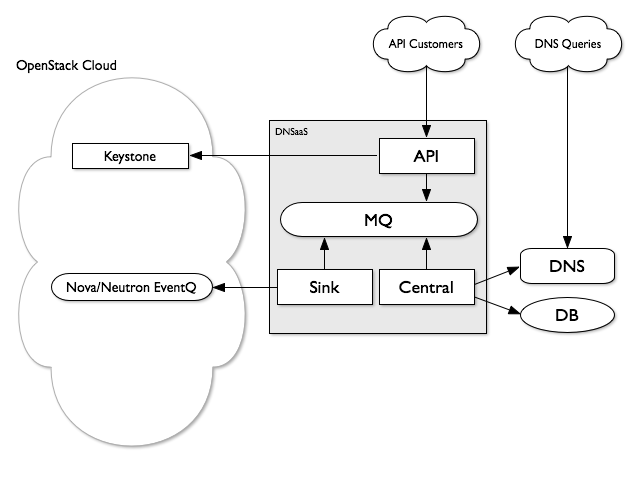 API Customers
DNS Queries
OpenStack Cloud
DNSaaS
Keystone
API
MQ
Nova/Neutron EventQ
Sink
Central
DNS
DB